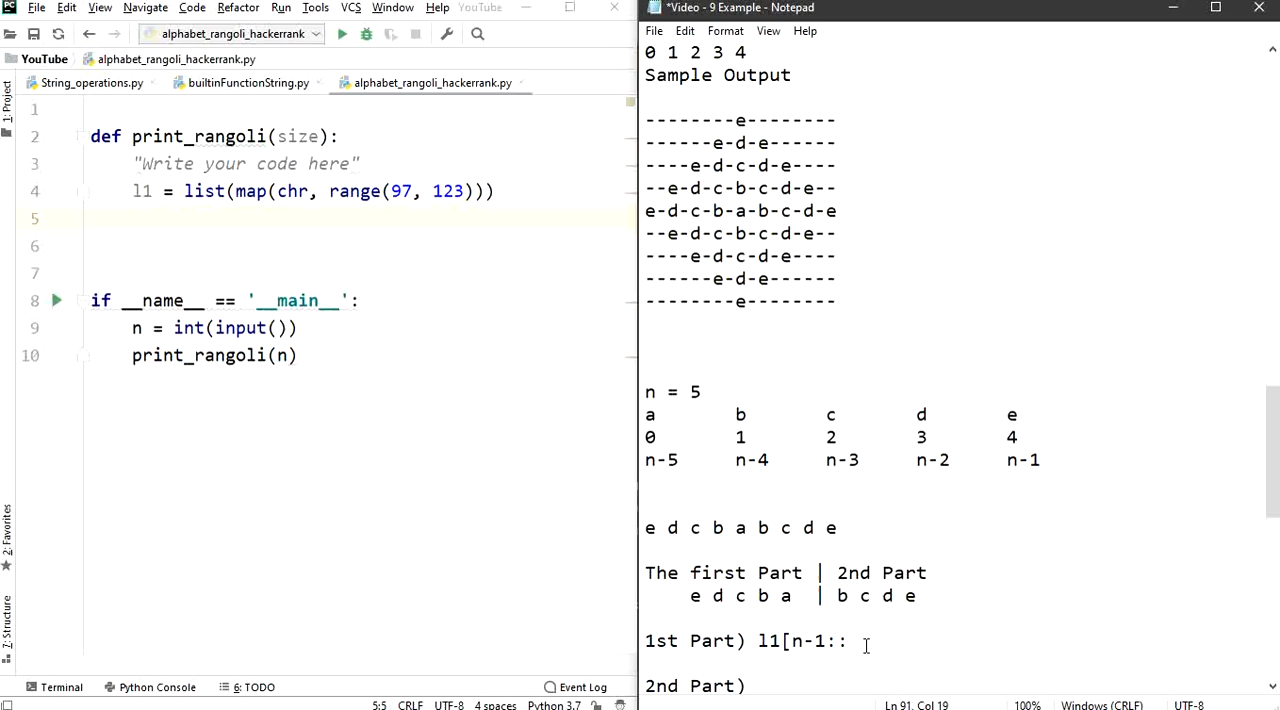 File Edit View Navigate Code Refactor Run Tools VCS Window Help YouTube
alphabet_rangoli_hackerrank
YouTube alphabet_rangoli_hackerrank.py
String_operations.py builtinFunctionString.py alphabet_rangoli_hackerrank.py
1: Project
2: Favorites
7: Structure
1
2 def print_rangoli(size):
3 "Write your code here"
4 l1 = list(map(chr, range(97, 123)))
5
6
7
8 if __name__ == '__main__':
9 n = int(input())
10 print_rangoli(n)
Terminal Python Console 6: TODO Event Log
5:5 CRLF UTF-8 4 spaces Python 3.7
*Video - 9 Example - Notepad
File Edit Format View Help
0 1 2 3 4
Sample Output
--------e--------
------e-d-e------
----e-d-c-d-e----
--e-d-c-b-c-d-e--
e-d-c-b-a-b-c-d-e
--e-d-c-b-c-d-e--
----e-d-c-d-e----
------e-d-e------
--------e--------
n = 5
a b c d e
0 1 2 3 4
n-5 n-4 n-3 n-2 n-1
e d c b a b c d e
The first Part | 2nd Part
e d c b a | b c d e
1st Part) l1[n-1::
2nd Part)
Ln 91, Col 19 100% Windows (CRLF) UTF-8